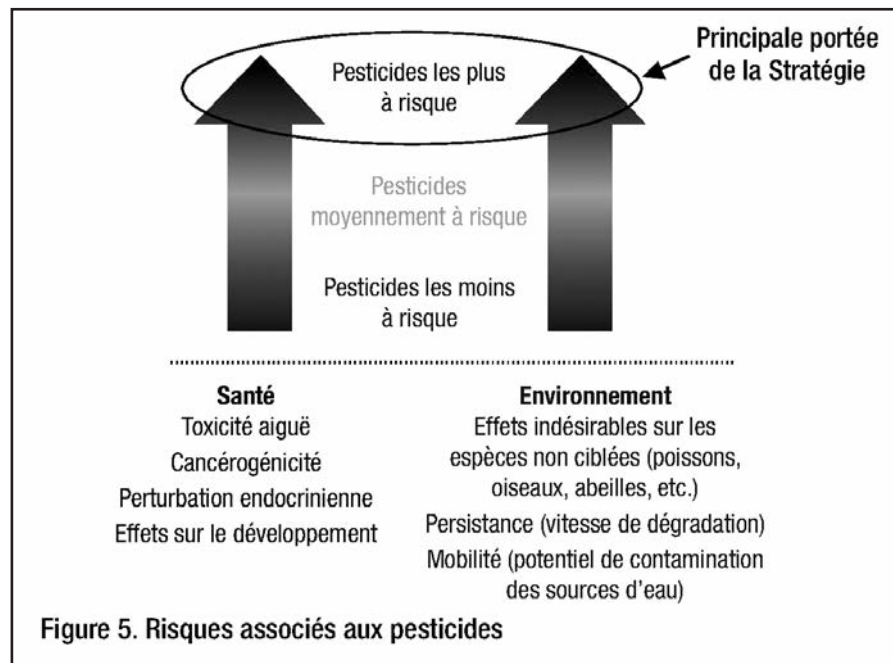 Principale portée
de la Stratégie
Pesticides les plus
à risque
Pesticides
moyennement à risque
Pesticides les moins
à risque
Santé
Toxicité aiguë
Cancérogénicité
Perturbation endocrinienne
Effets sur le développement
Environnement
Effets indésirables sur les
espèces non ciblées (poissons,
oiseaux, abeilles, etc.)
Persistance (vitesse de dégradation)
Mobilité (potentiel de contamination
des sources d'eau)
Figure 5. Risques associés aux pesticides